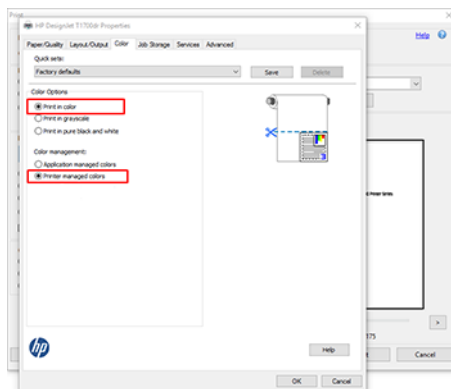 Print
HP DesignJet T1700dr Properties
Help
Paper/Quality Layout/Output Color Job Storage Services Advanced
Quick sets:
Factory defaults
Save
Delete
Color Options
Print in color
Print in grayscale
Print in pure black and white
Color management:
Application managed colors
Printer managed colors
hp
Help
OK
Cancel
Cancel